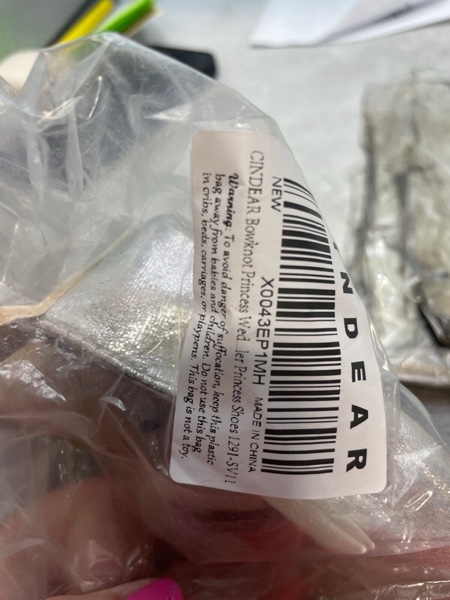 NDEAR
X0043EP1MH
MADE IN CHINA
NEW
CINDEAR Bowknot Princess Wed ler Princess Shoes 1291-SV11
Warning: To avoid danger of suffocation, keep this plastic
bag away from babies and children. Do not use this bag
in cribs, beds, carriages, or playpens. This bag is not a toy.